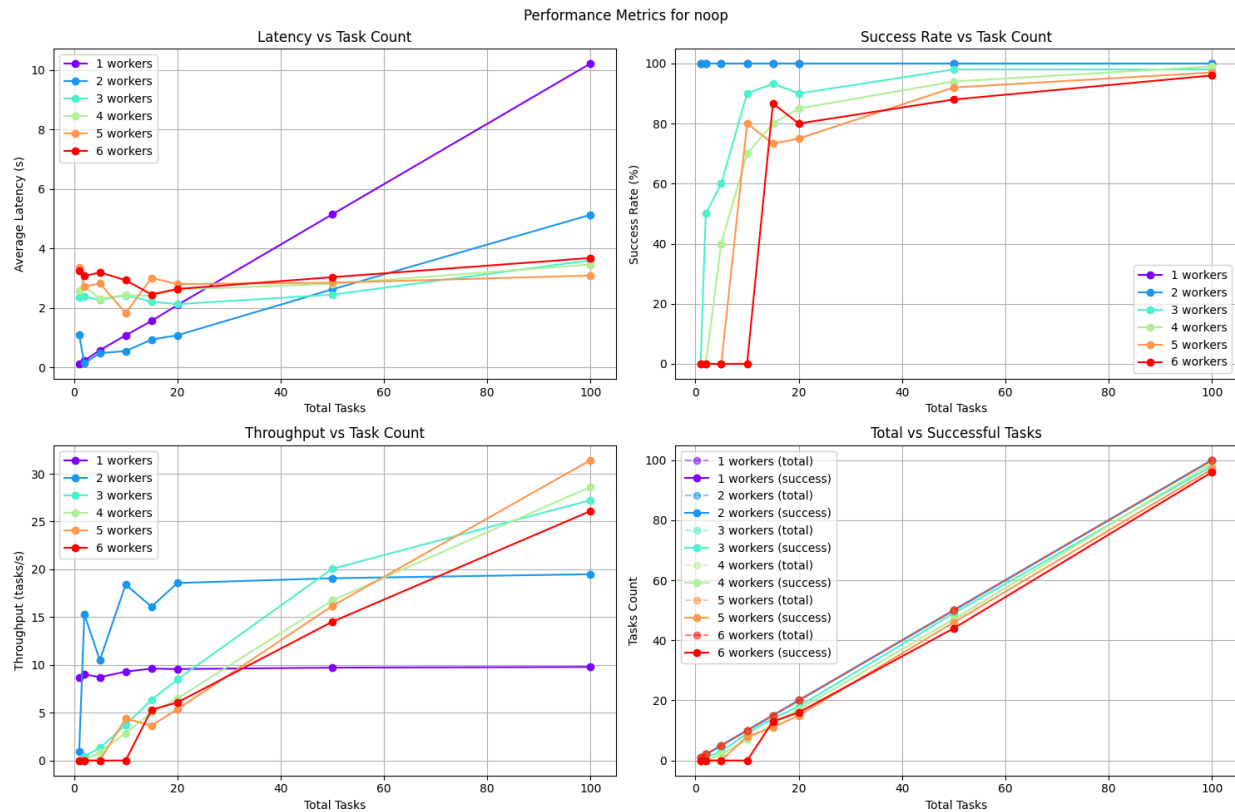 Performance Metrics for noop
Latency vs Task Count
1 workers
2 workers
3 workers
4 workers
5 workers
6 workers
Average Latency (s)
10
8
6
4
2
0
0
20
40
60
80
100
Total Tasks
Success Rate vs Task Count
Success Rate (%)
100
80
60
40
20
0
1 workers
2 workers
3 workers
4 workers
5 workers
6 workers
0
20
40
60
80
100
Total Tasks
Throughput vs Task Count
1 workers
2 workers
3 workers
4 workers
5 workers
6 workers
Throughput (tasks/s)
30
25
20
15
10
5
0
0
20
40
60
80
100
Total Tasks
Total vs Successful Tasks
1 workers (total)
1 workers (success)
2 workers (total)
2 workers (success)
3 workers (total)
3 workers (success)
4 workers (total)
4 workers (success)
5 workers (total)
5 workers (success)
6 workers (total)
6 workers (success)
Tasks Count
100
80
60
40
20
0
0
20
40
60
80
100
Total Tasks